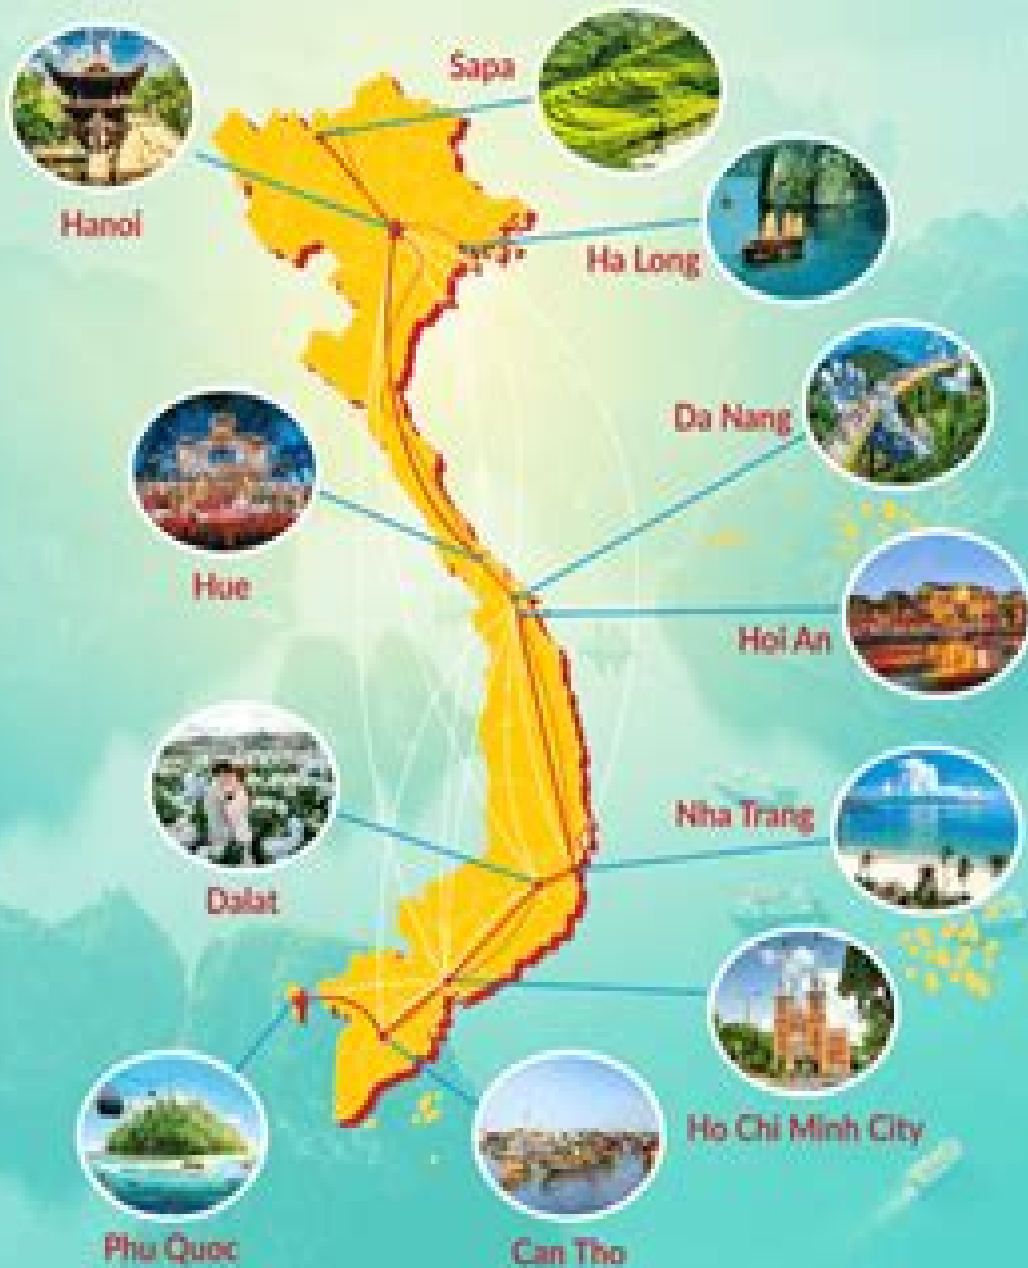 Sapa
Hanoi
Ha Long
Da Nang
Hue
Hoi An
Nha Trang
Dalat
Ho Chi Minh City
Phu Quoc
Can Tho